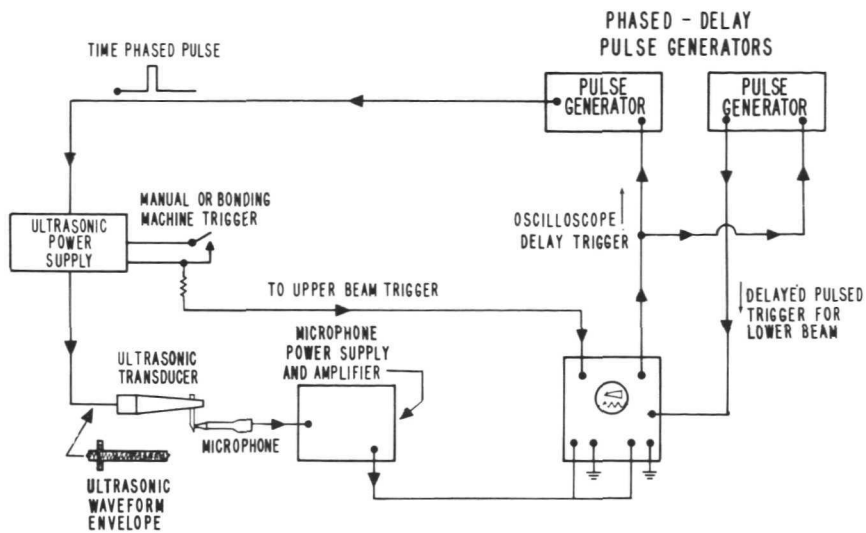 PHASED - DELAY
PULSE GENERATORS
TIME PHASED PULSE
PULSE
GENERATOR
PULSE
GENERATOR
MANUAL OR BONDING
MACHINE TRIGGER
ULTRASONIC
POWER
SUPPLY
OSCILLOSCOPE
DELAY TRIGGER
TO UPPER BEAM TRIGGER
DELAYED PULSED
TRIGGER FOR
LOWER BEAM
MICROPHONE
POWER SUPPLY
AND AMPLIFIER
ULTRASONIC
TRANSDUCER
MICROPHONE
ULTRASONIC
WAVEFORM
ENVELOPE